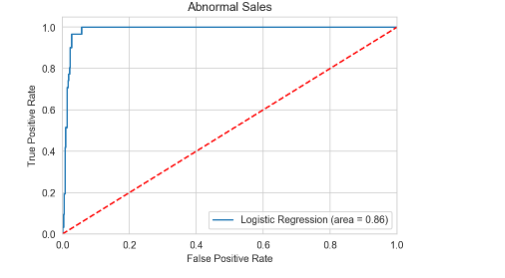 Abnormal Sales
True Positive Rate
1.0
0.8
0.6
0.4
0.2
0.0
Logistic Regression (area = 0.86)
0.0 0.2 0.4 0.6 0.8 1.0
False Positive Rate